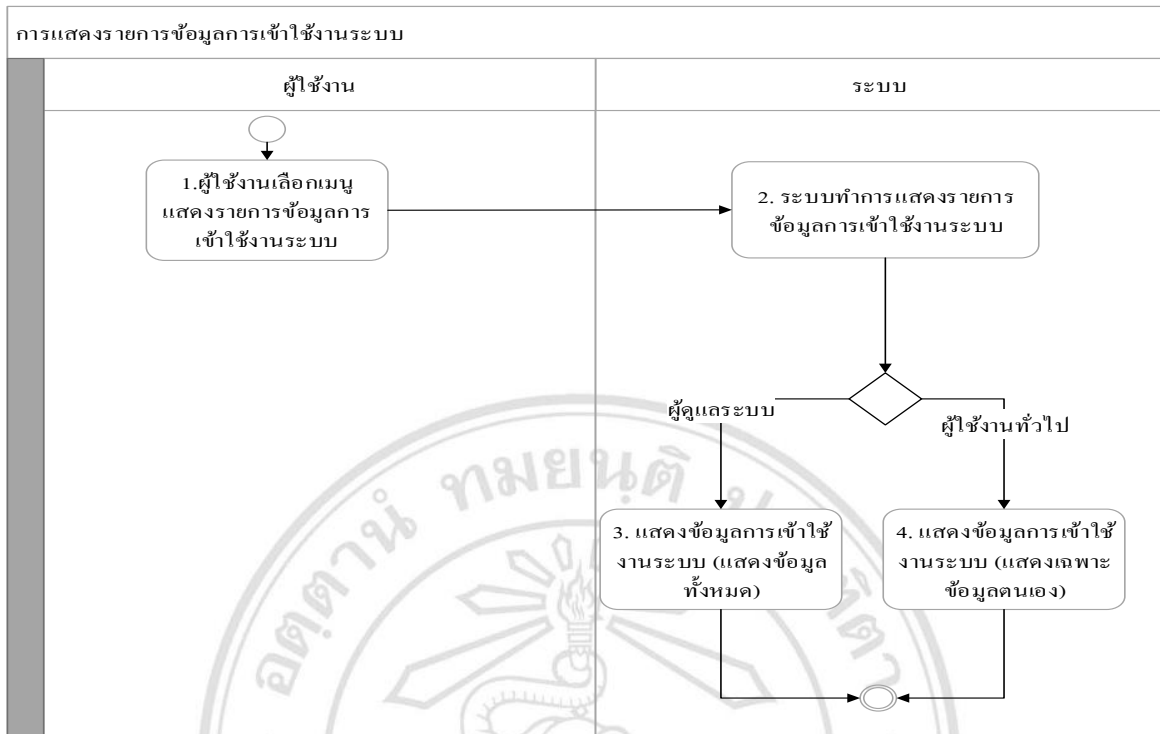 การแสดงรายการข้อมูลการเข้าใช้งานระบบ
ผู้ใช้งาน
ระบบ
1.ผู้ใช้งานเลือกเมนู
แสดงรายการข้อมูลการ
เข้าใช้งานระบบ
2. ระบบทำการแสดงรายการ
ข้อมูลการเข้าใช้งานระบบ
ผู้ดูแลระบบ
ผู้ใช้งานทั่วไป
3. แสดงข้อมูลการเข้าใช้
งานระบบ (แสดงข้อมูล
ทั้งหมด)
4. แสดงข้อมูลการเข้าใช้
งานระบบ (แสดงเฉพาะ
ข้อมูลตนเอง)
อตฺตานํ ทมยนฺติ